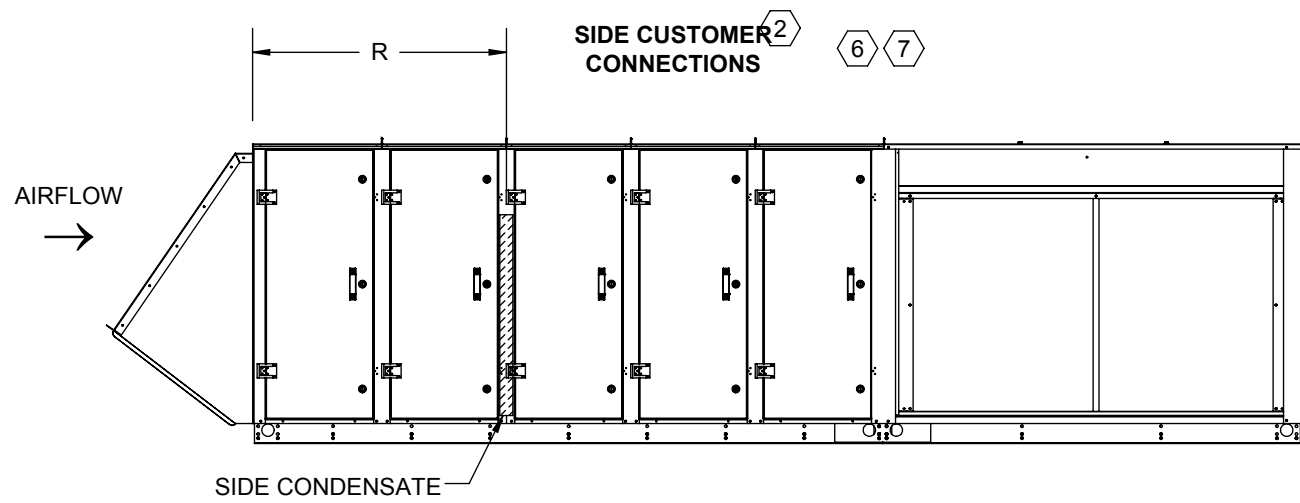 SIDE CUSTOMER 2
CONNECTIONS
6 7
R
AIRFLOW
SIDE CONDENSATE